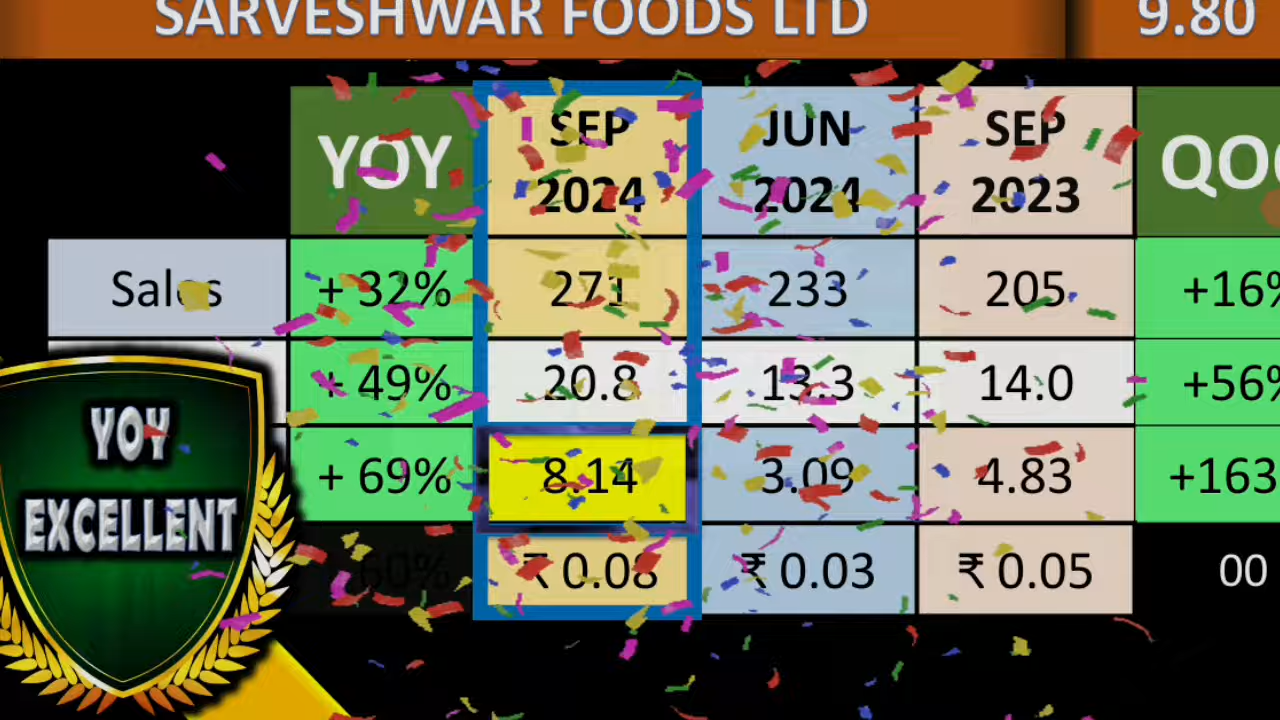 SARVESHWAR FOODS LTD 9.80
YOY SEP 2024 JUN 2024 SEP 2023
Sales + 32% 271 233 205 +16%
+ 49% 20.8 13.3 14.0 +56%
+ 69% 8.14 3.09 4.83 +163
60% ₹ 0.08 ₹ 0.03 ₹ 0.05 00
YOY
EXCELLENT